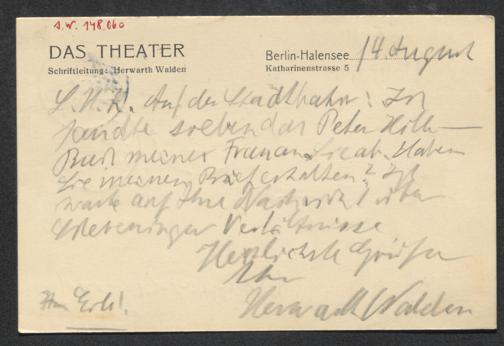 A.W. 148,060
DAS THEATER
Schriftleitung: Herwarth Walden
Berlin-Halensee 14 August
Katharinenstrasse 5
L. H. K. Auf der Stadtbahn: Ich
sandte soeben das Peter Hille-
Buch meiner Frau an Sie ab. Haben
Sie meinen Brief erhalten? Ich
warte auf Ihre Nachricht über
Verhältnisse
Herzlichste Grüsse
Ihr
Herwarth Walden